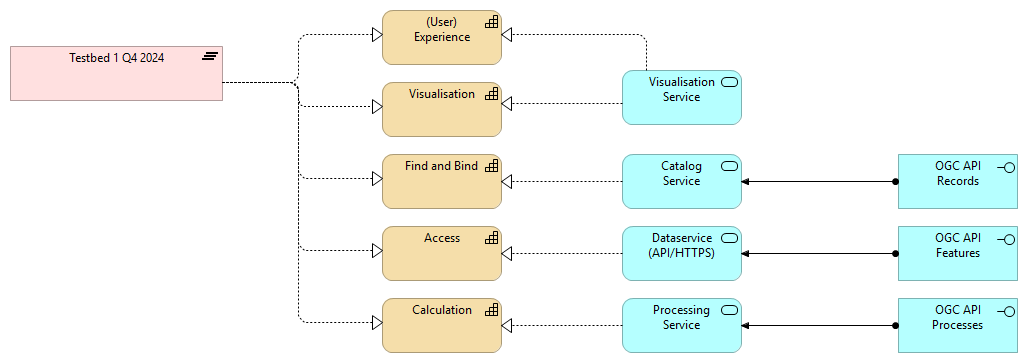 Testbed 1 Q4 2024
(User)
Experience
Visualisation
Find and Bind
Access
Calculation
Visualisation
Service
Catalog
Service
Dataservice
(API/HTTPS)
Processing
Service
OGC API
Records
OGC API
Features
OGC API
Processes